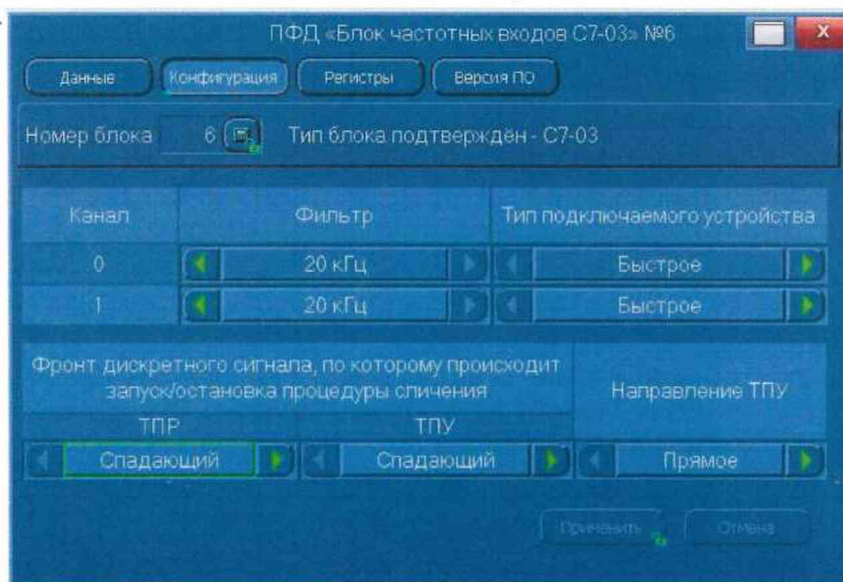 ПФД «Блок частотных входов С7-03» №6
X
Данные Конфигурация Регистры Версия ПО
Номер блока 6 Тип блока подтверждён - С7-03
Канал Фильтр Тип подключаемого устройства
0 20 кГц Быстрое
1 20 кГц Быстрое
Фронт дискретного сигнала, по которому происходит
запуск/остановка процедуры сличения
Направление ТПУ
ТПР ТПУ
Спадающий Спадающий Прямое
Применить Отмена